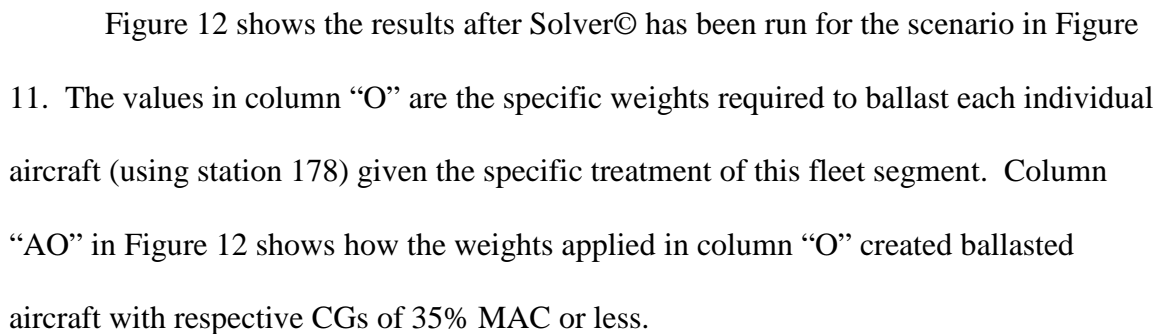 Figure 12 shows the results after Solver© has been run for the scenario in Figure
11.  The values in column “O” are the specific weights required to ballast each individual
aircraft (using station 178) given the specific treatment of this fleet segment.  Column
“AO” in Figure 12 shows how the weights applied in column “O” created ballasted
aircraft with respective CGs of 35% MAC or less.